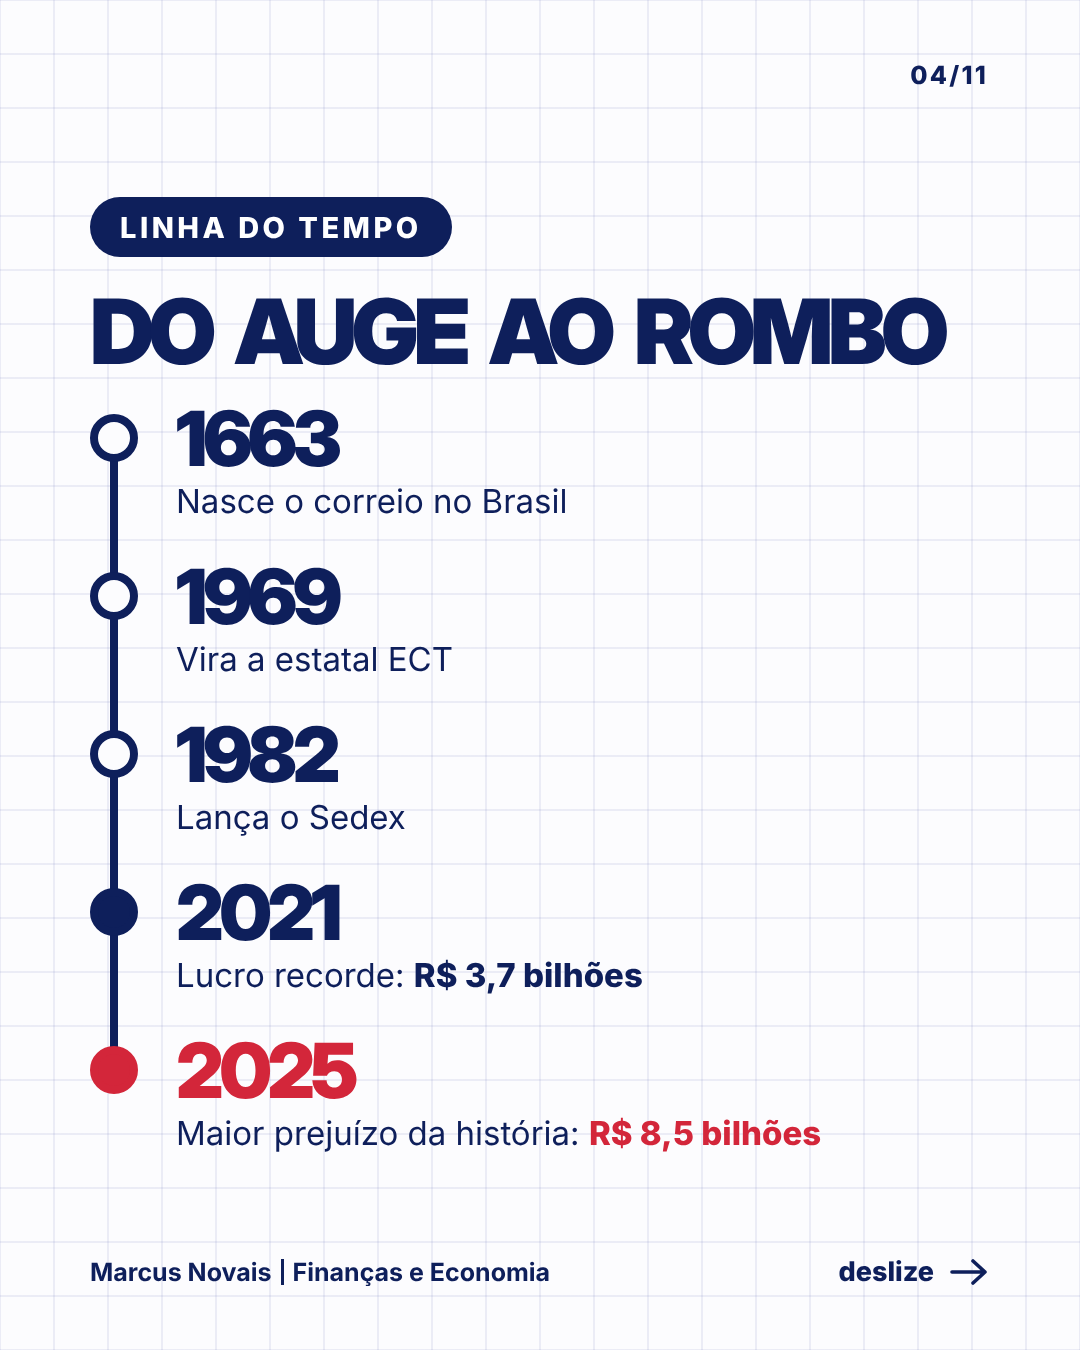 04/11
LINHA DO TEMPO
DO AUGE AO ROMBO
1663
Nasce o correio no Brasil
1969
Vira a estatal ECT
1982
Lança o Sedex
2021
Lucro recorde: R$ 3,7 bilhões
2025
Maior prejuízo da história: R$ 8,5 bilhões
Marcus Novais | Finanças e Economia
deslize →